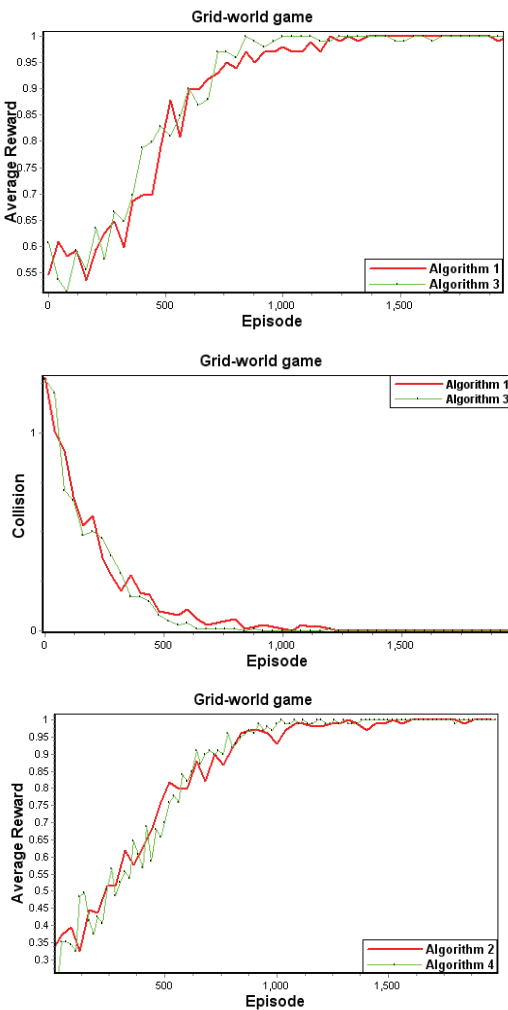 Grid-world game
1
0.95
0.9
0.85
0.8
0.75
0.7
0.65
0.6
0.55
Average Reward
Algorithm 1
Algorithm 3
0
500
1,000
1,500
Episode
Grid-world game
Algorithm 1
Algorithm 3
1
0
Collision
0
500
1,000
1,500
Episode
Grid-world game
1
0.95
0.9
0.85
0.8
0.75
0.7
0.65
0.6
0.55
0.5
0.45
0.4
0.35
0.3
Average Reward
Algorithm 2
Algorithm 4
500
1,000
1,500
Episode